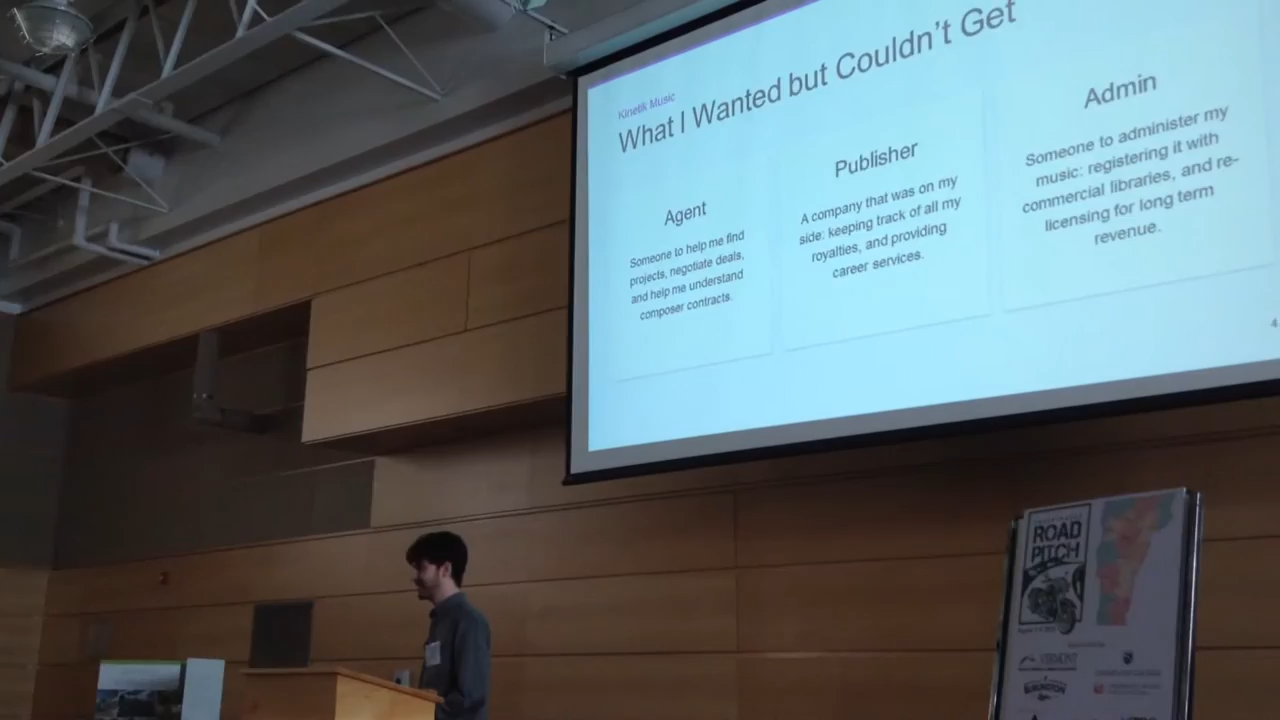 Kinetik Music
What I Wanted but Couldn't Get
Agent
Someone to help me find
projects, negotiate deals,
and help me understand
composer contracts.
Publisher
A company that was on my
side: keeping track of all my
royalties, and providing
career services.
Admin
Someone to administer my
music: registering it with
commercial libraries, and re-
licensing for long term
revenue.
4
ROAD
PITCH
VERMONT
BURLINGTON